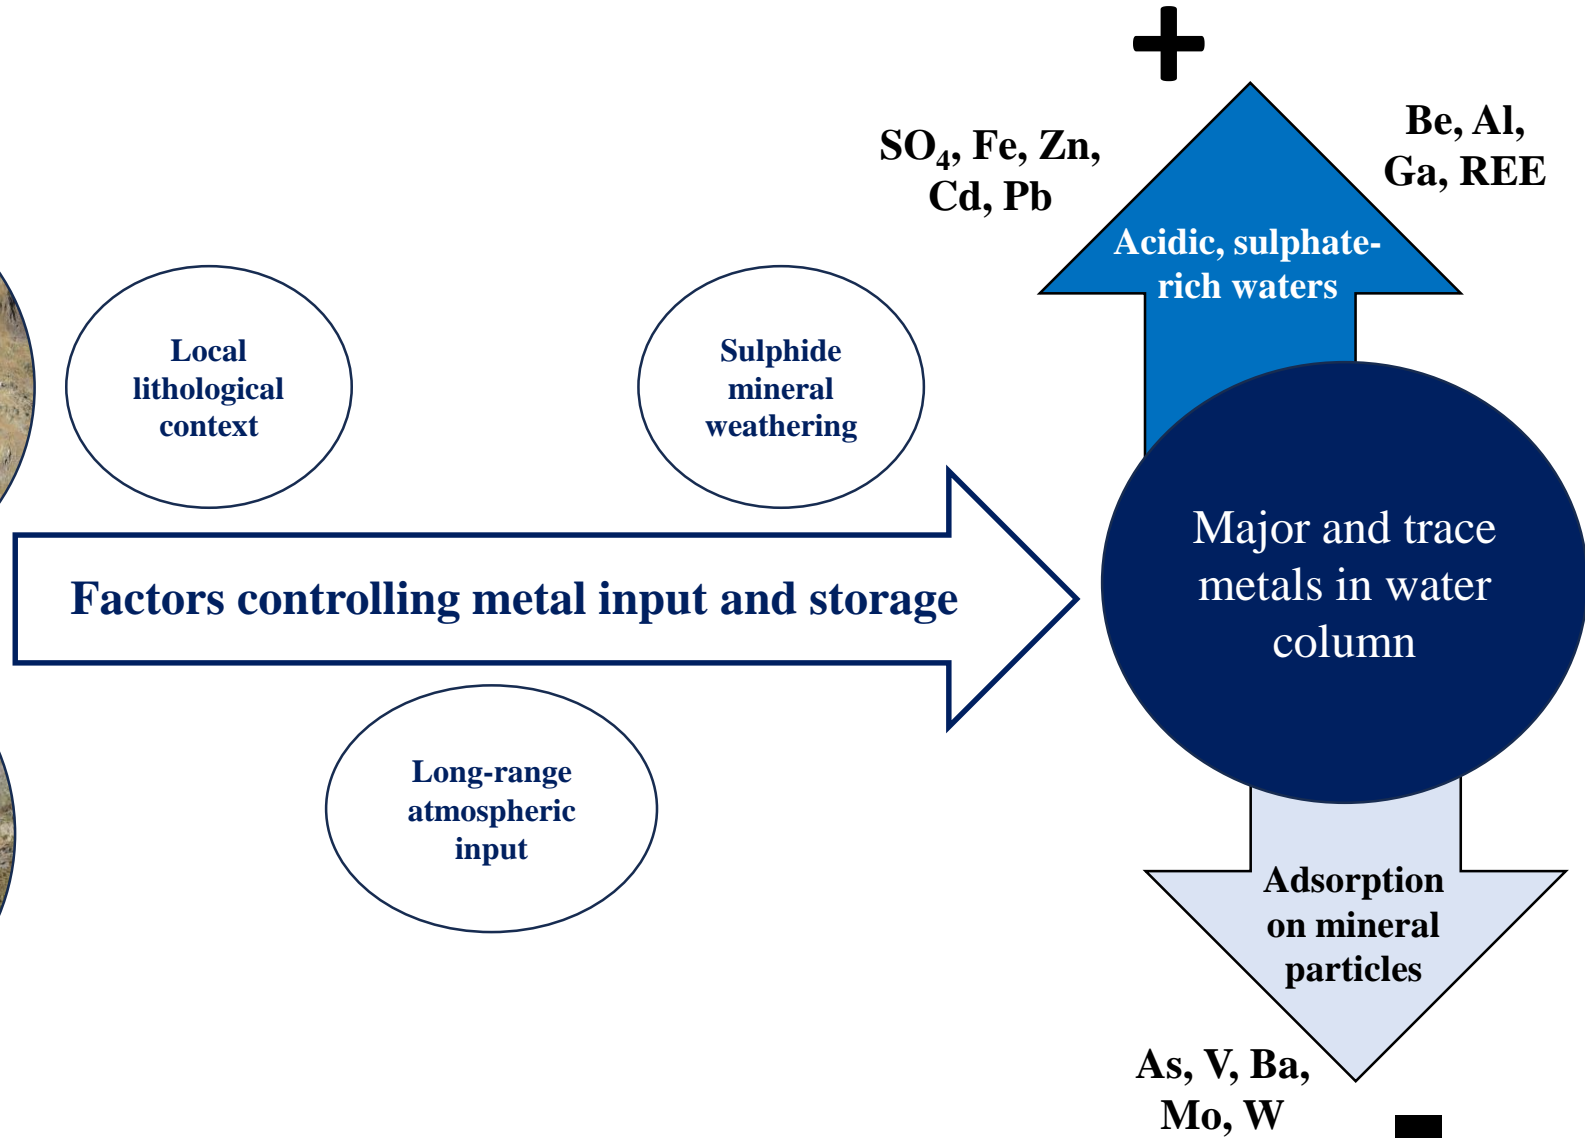 +
SO₄, Fe, Zn,
Cd, Pb
Be, Al,
Ga, REE
Acidic, sulphate-
rich waters
Local
lithological
context
Sulphide
mineral
weathering
Factors controlling metal input and storage
Major and trace
metals in water
column
Long-range
atmospheric
input
Adsorption
on mineral
particles
As, V, Ba,
Mo, W
-